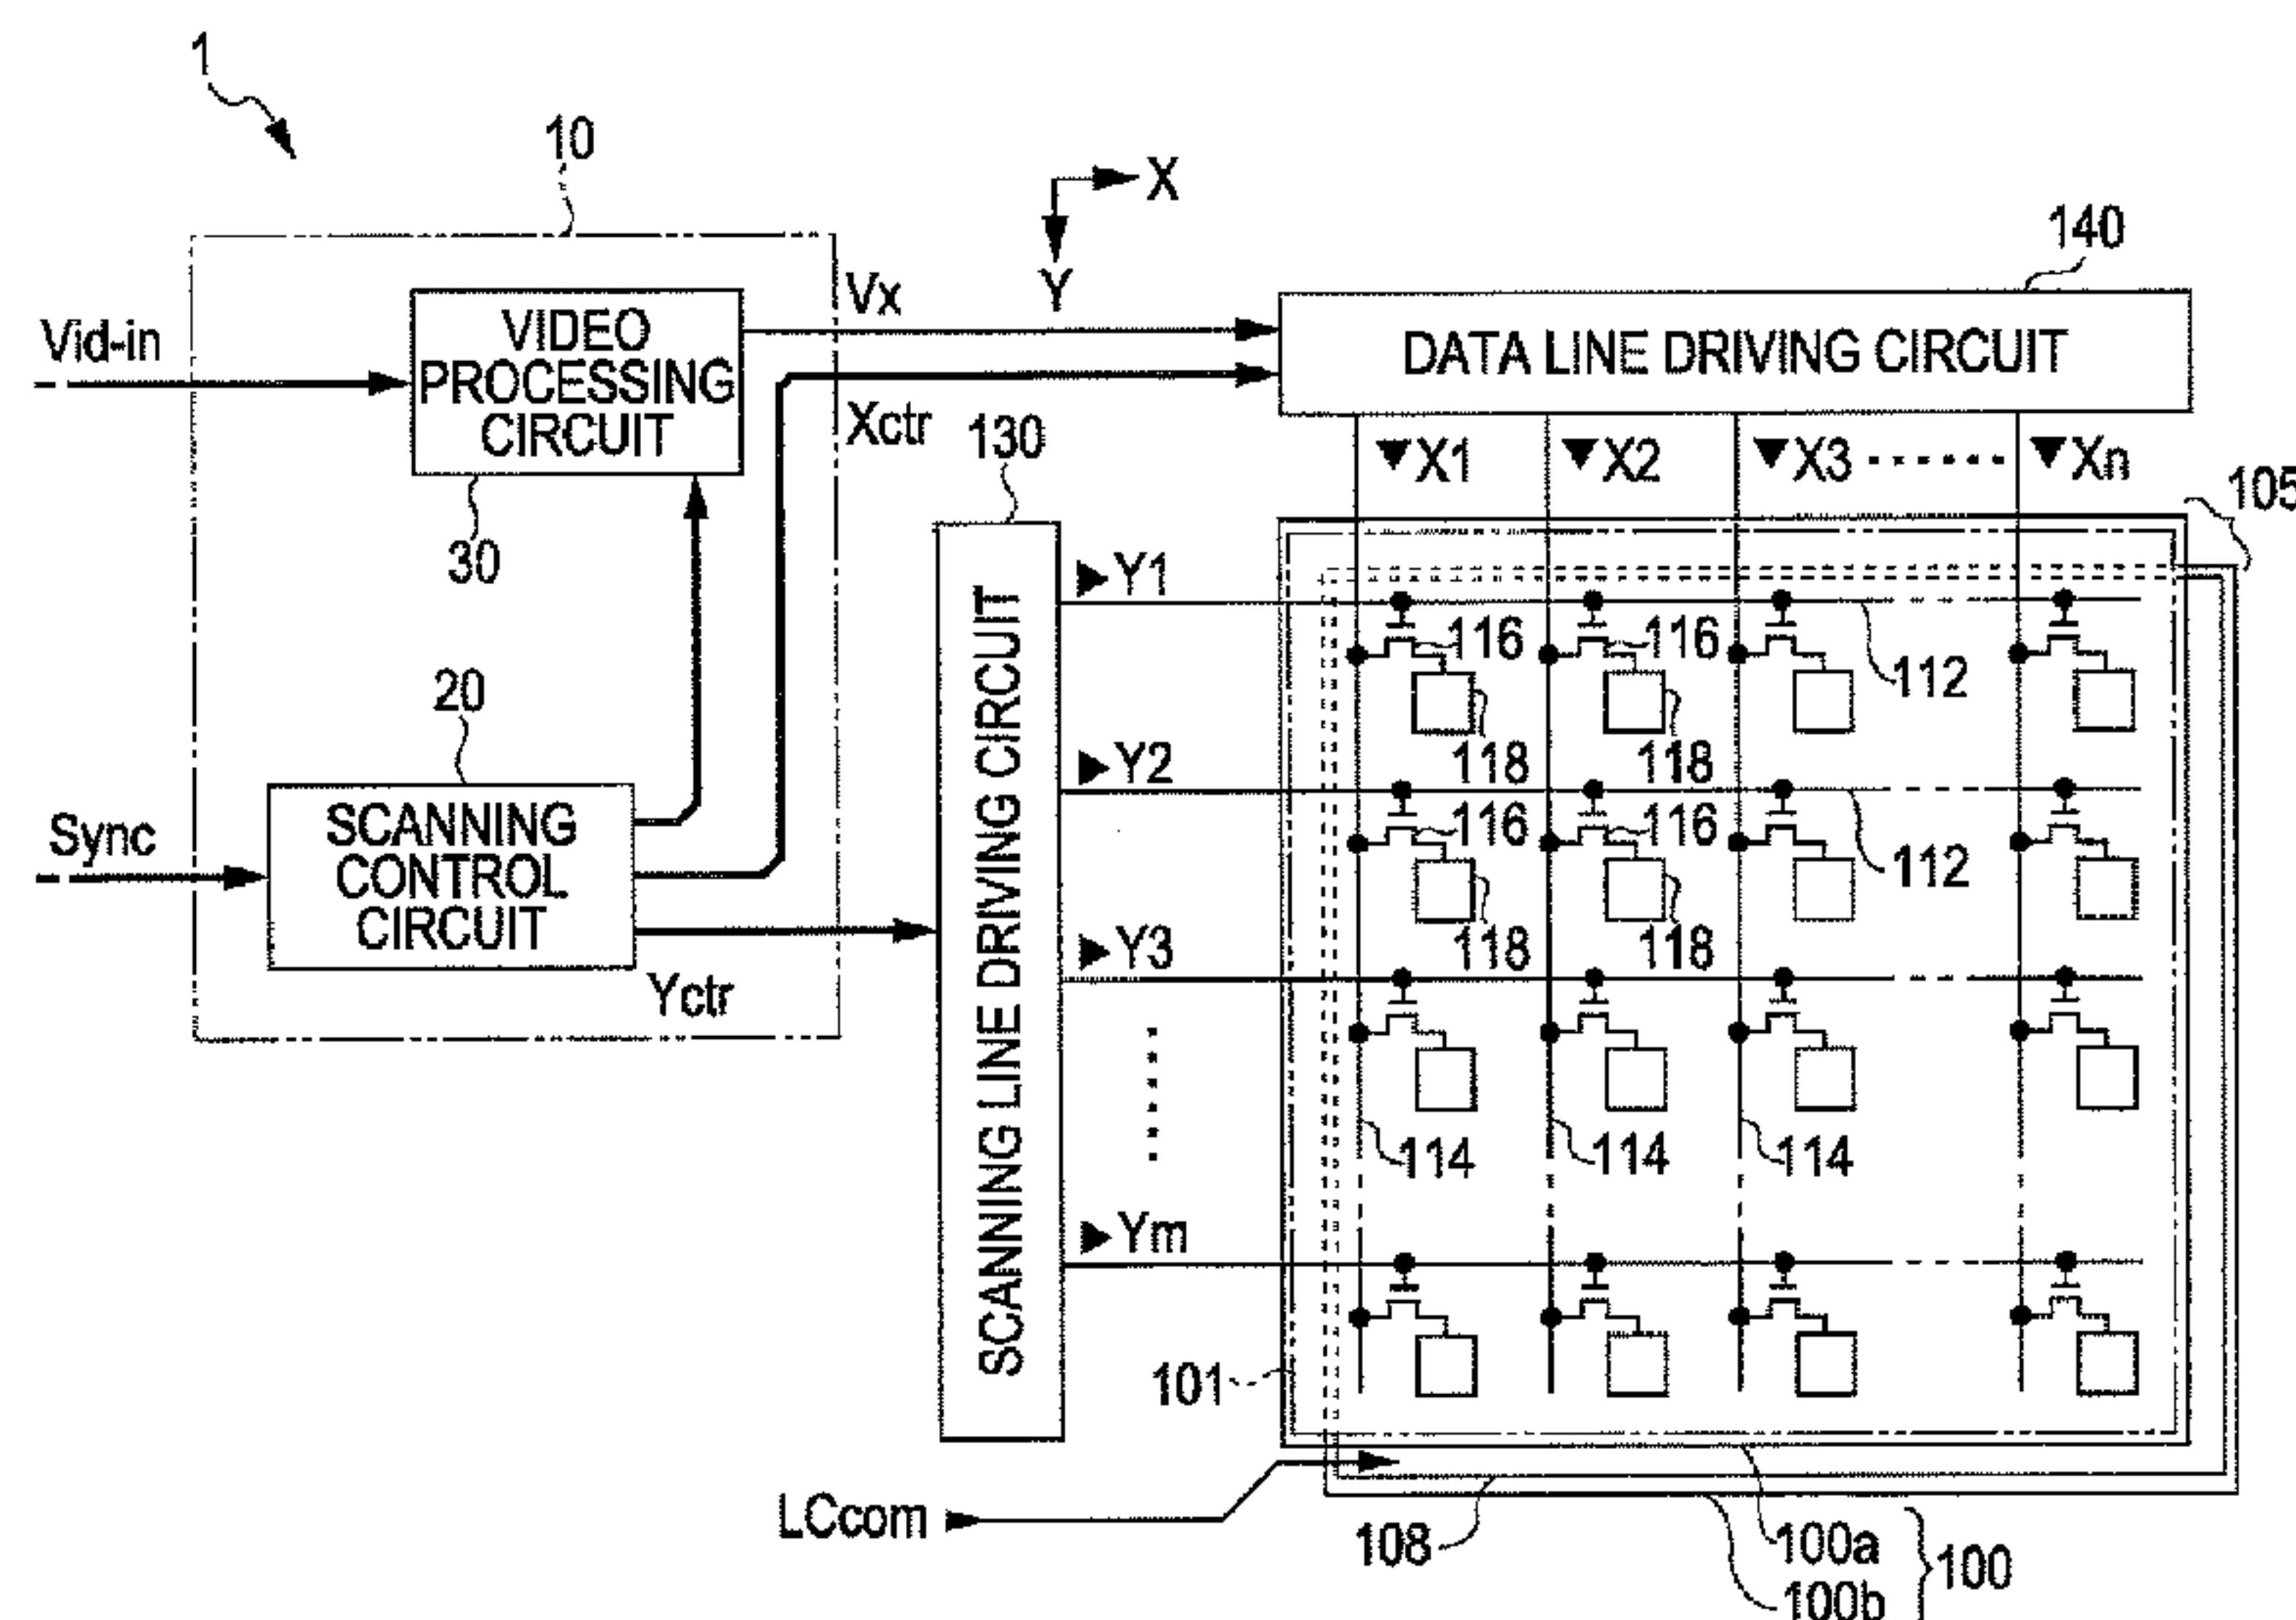 1
10
X
Y
140
Vid-in
VIDEO
PROCESSING
CIRCUIT
Vx
DATA LINE DRIVING CIRCUIT
Xctr
130
X1 X2 X3 ······ Xn
105
30
SCANNING LINE DRIVING CIRCUIT
Y1
116 116
112
20
118 118
Y2
Sync
SCANNING
CONTROL
CIRCUIT
116 116
112
118 118
Y3
Yctr
114 114 114
Ym
101
LCcom
108
100a
100b
100